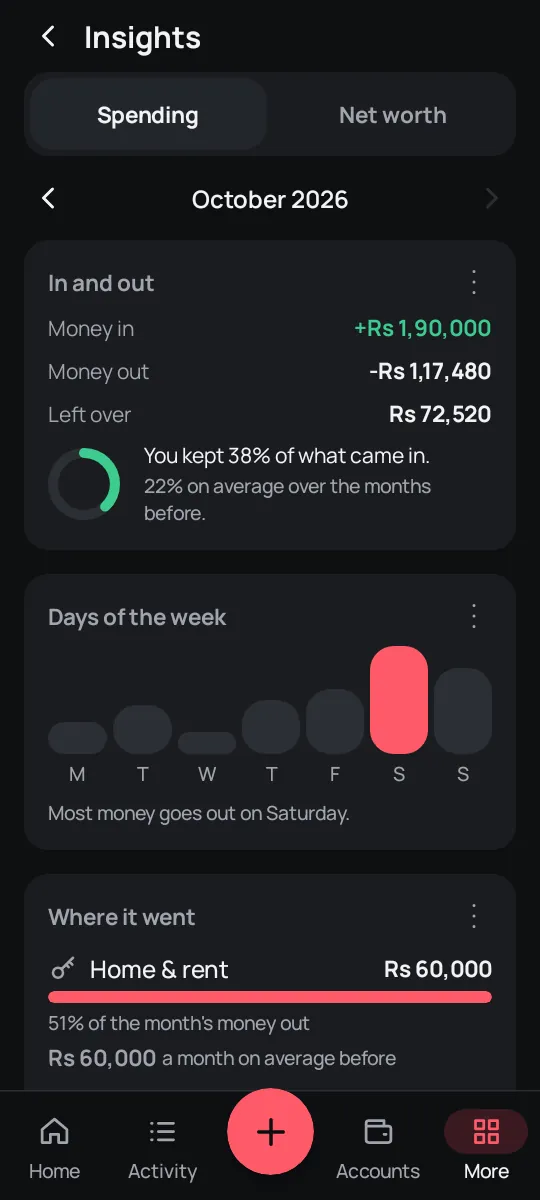 Insights
Spending
Net worth
October 2026
In and out
Money in
+Rs 1,90,000
Money out
-Rs 1,17,480
Left over
Rs 72,520
You kept 38% of what came in.
22% on average over the months
before.
Days of the week
M T W T F S S
Most money goes out on Saturday.
Where it went
Home & rent
Rs 60,000
51% of the month's money out
Rs 60,000 a month on average before
Home
Activity
Accounts
More